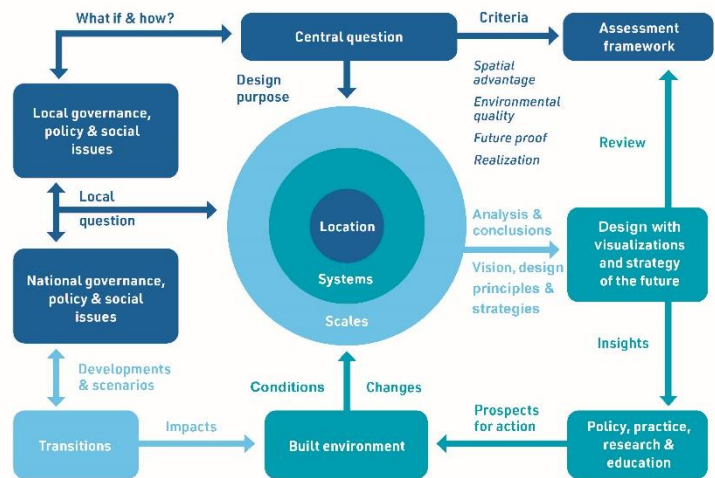 What if & how?
Central question
Criteria
Assessment
framework
Design
purpose
Spatial
advantage
Environmental
quality
Future proof
Realization
Local governance,
policy & social
issues
Review
Local
question
Location
Systems
Scales
Analysis &
conclusions
Vision, design
principles &
strategies
Design with
visualizations
and strategy
of the future
National governance,
policy & social
issues
Insights
Developments
& scenarios
Conditions
Changes
Transitions
Impacts
Built environment
Prospects
for action
Policy, practice,
research &
education